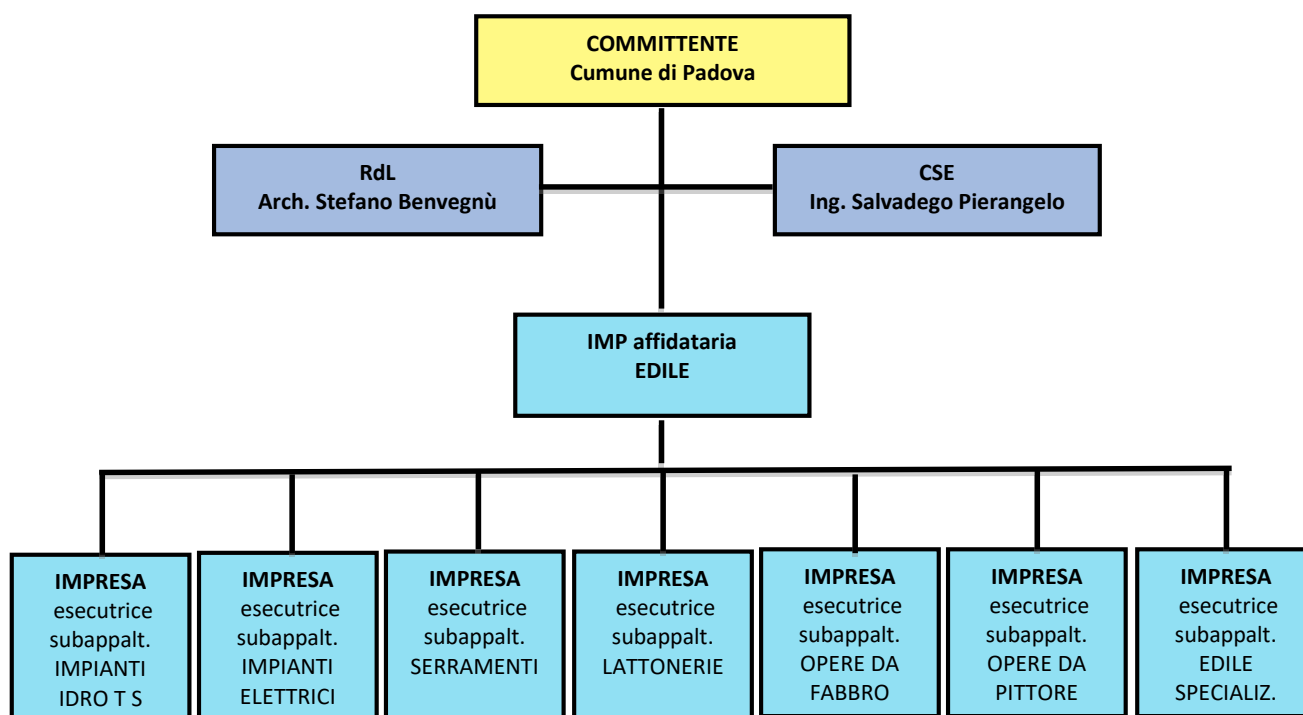 COMMITTENTE
Cumune di Padova
RdL
Arch. Stefano Benvegnù
CSE
Ing. Salvadego Pierangelo
IMP affidataria
EDILE
IMPRESA
esecutrice
subappalt.
IMPIANTI
IDRO T S
IMPRESA
esecutrice
subappalt.
IMPIANTI
ELETTRICI
IMPRESA
esecutrice
subappalt.
SERRAMENTI
IMPRESA
esecutrice
subappalt.
LATTONERIE
IMPRESA
esecutrice
subappalt.
OPERE DA
FABBRO
IMPRESA
esecutrice
subappalt.
OPERE DA
PITTORE
IMPRESA
esecutrice
subappalt.
EDILE
SPECIALIZ.